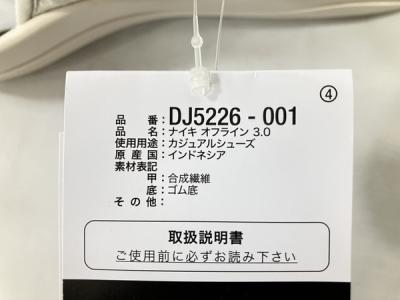 ④
品番：DJ5226 - 001
品名：ナイキ オフライン 3.0
使用用途：カジュアルシューズ
原産国：インドネシア
素材表記
甲：合成繊維
底：ゴム底
その他：
取扱説明書
ご使用前に必ずお読み下さい